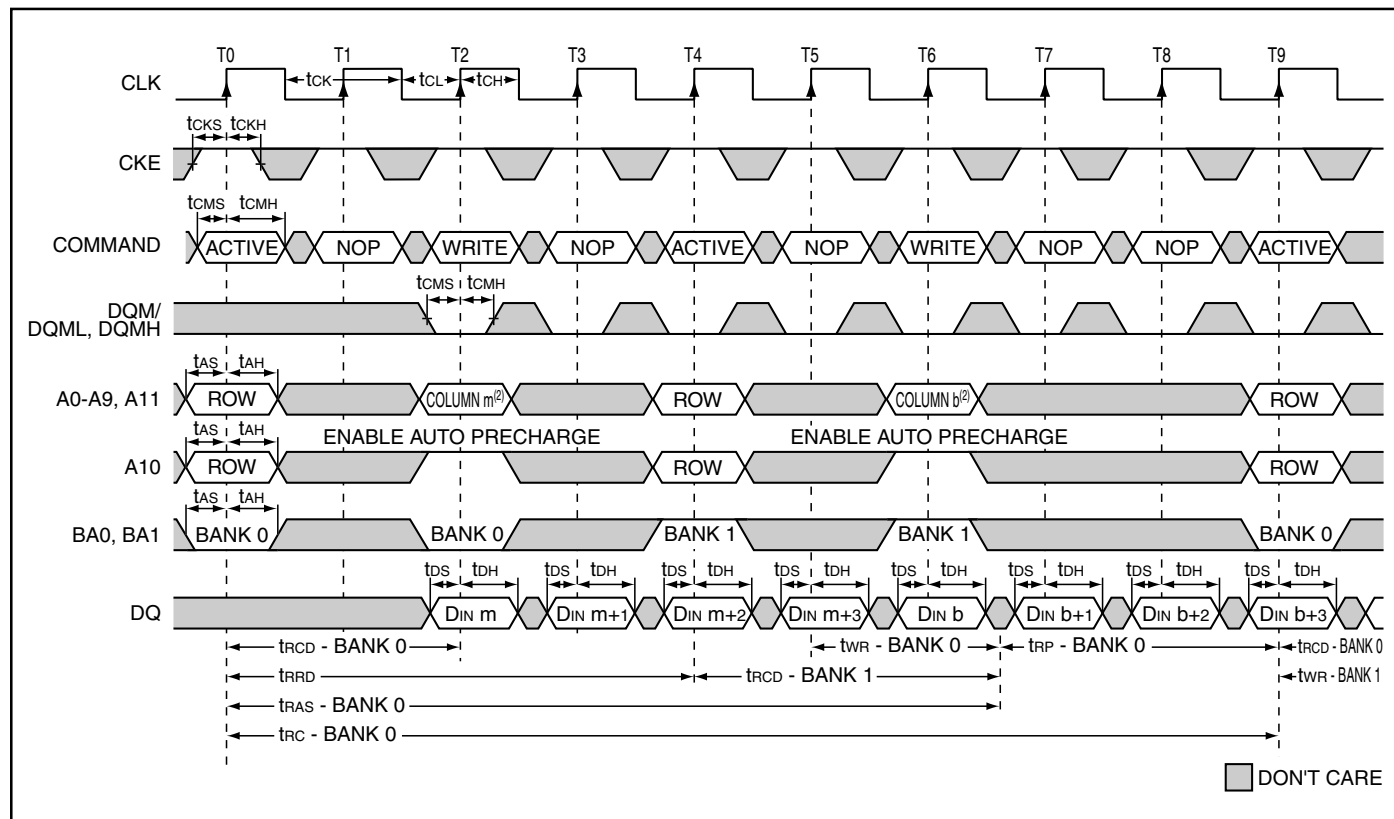 T0 T1 T2 T3 T4 T5 T6 T7 T8 T9
CLK tCK tCL tCH
tCKS tCKH
CKE
tCMS tCMH
COMMAND ACTIVE NOP WRITE NOP ACTIVE NOP WRITE NOP NOP ACTIVE
tCMS tCMH
DQM/
DQML, DQMH
tAS tAH
A0-A9, A11 ROW COLUMN m(2) ROW COLUMN b(2) ROW
tAS tAH ENABLE AUTO PRECHARGE ENABLE AUTO PRECHARGE
A10 ROW ROW ROW
tAS tAH
BA0, BA1 BANK 0 BANK 0 BANK 1 BANK 1 BANK 0
tDS tDH tDS tDH tDS tDH tDS tDH tDS tDH tDS tDH tDS tDH tDS tDH
DQ DIN m DIN m+1 DIN m+2 DIN m+3 DIN b DIN b+1 DIN b+2 DIN b+3
tRCD - BANK 0 tWR - BANK 0 tRP - BANK 0 tRCD - BANK 0
tRRD tRCD - BANK 1 tWR - BANK 1
tRAS - BANK 0
tRC - BANK 0
DON'T CARE